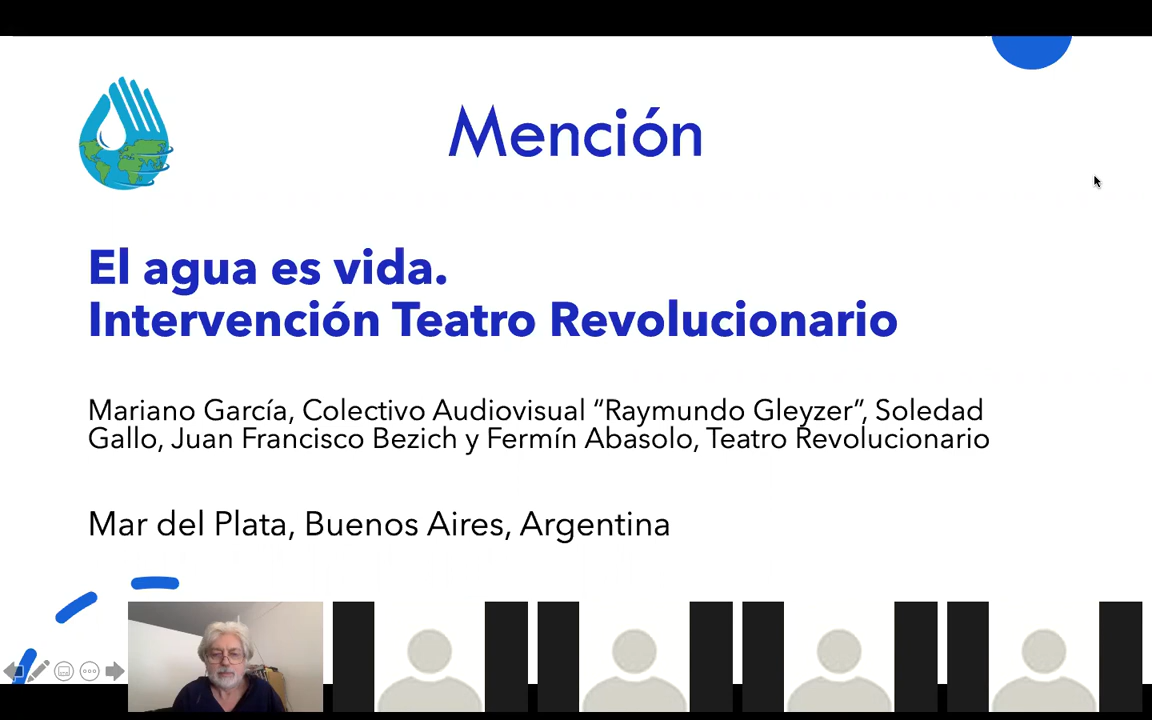 Mención
El agua es vida.
Intervención Teatro Revolucionario
Mariano García, Colectivo Audiovisual “Raymundo Gleyzer”, Soledad
Gallo, Juan Francisco Bezich y Fermín Abasolo, Teatro Revolucionario
Mar del Plata, Buenos Aires, Argentina